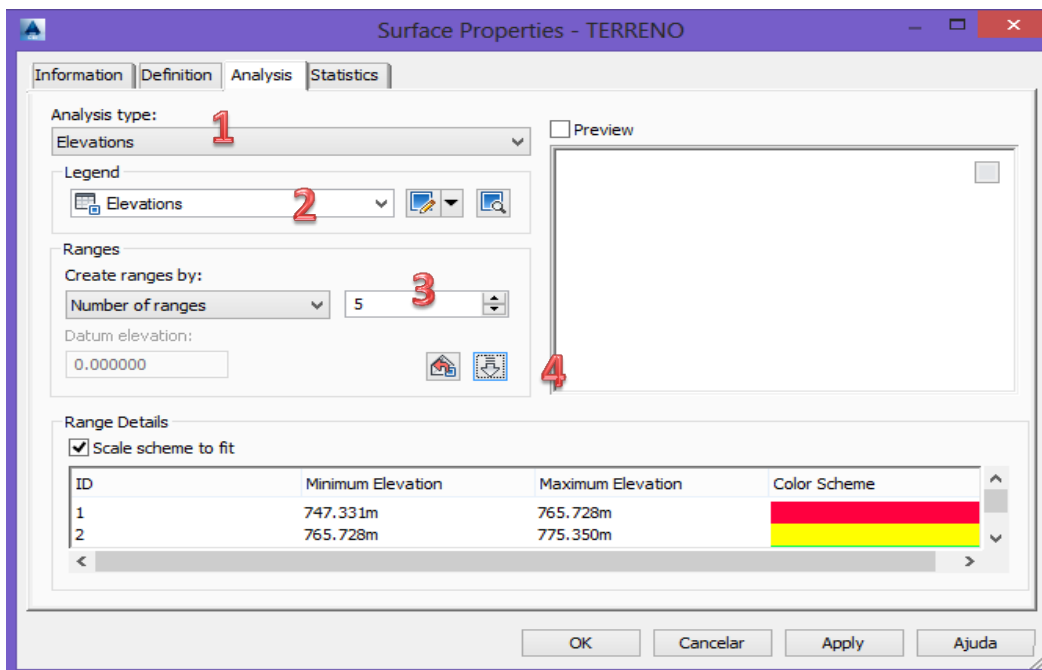 Surface Properties - TERRENO
Information Definition Analysis Statistics
Analysis type:
1
Elevations
Preview
Legend
Elevations
2
Ranges
Create ranges by:
Number of ranges
5
3
Datum elevation:
0.000000
4
Range Details
Scale scheme to fit
ID Minimum Elevation Maximum Elevation Color Scheme
1 747.331m 765.728m
2 765.728m 775.350m
OK Cancelar Apply Ajuda